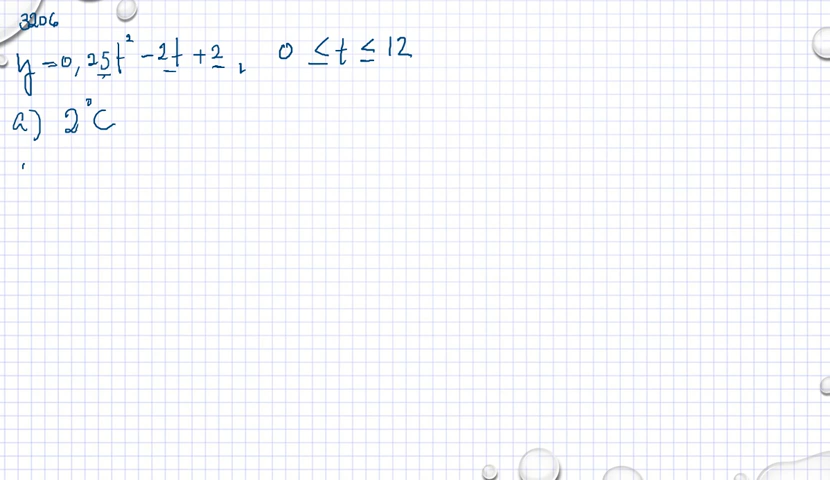 3206
y = 0,25t² - 2t + 2, 0 ≤ t ≤ 12
a) 2°C